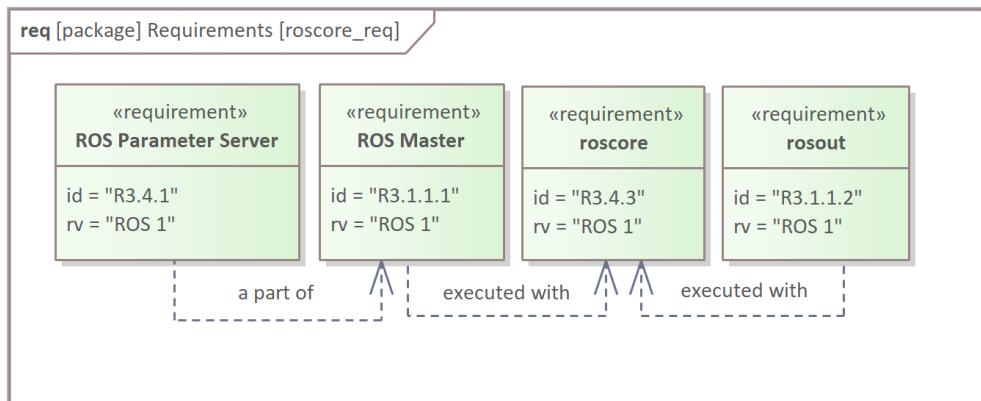 req [package] Requirements [roscore_req]
«requirement»
ROS Parameter Server
id = "R3.4.1"
rv = "ROS 1"
«requirement»
ROS Master
id = "R3.1.1.1"
rv = "ROS 1"
«requirement»
roscore
id = "R3.4.3"
rv = "ROS 1"
«requirement»
rosout
id = "R3.1.1.2"
rv = "ROS 1"
a part of
executed with
executed with